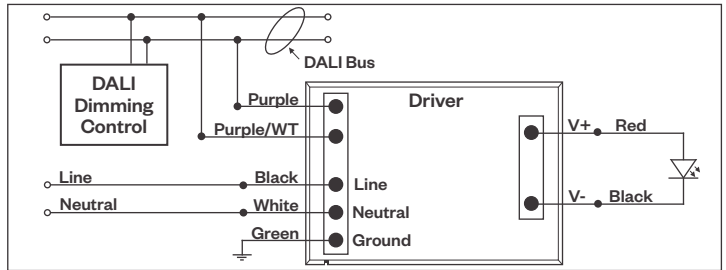 DALI Bus
DALI
Dimming
Control
Purple
Driver
Purple/WT
V+ Red
Line Black Line
V- Black
Neutral White Neutral
Green Ground